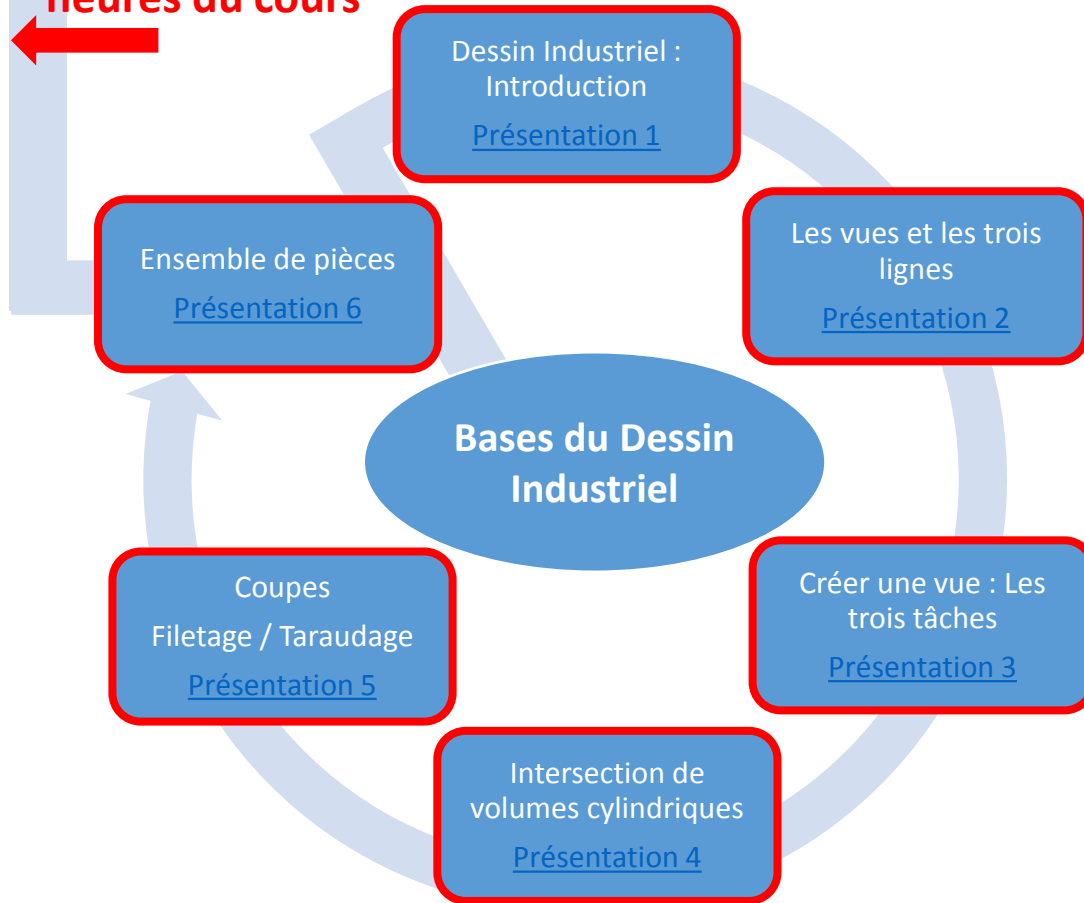 heures du cours
Dessin Industriel :
Introduction
Présentation 1
Les vues et les trois
lignes
Présentation 2
Créer une vue : Les
trois tâches
Présentation 3
Intersection de
volumes cylindriques
Présentation 4
Coupes
Filetage / Taraudage
Présentation 5
Ensemble de pièces
Présentation 6
Bases du Dessin
Industriel